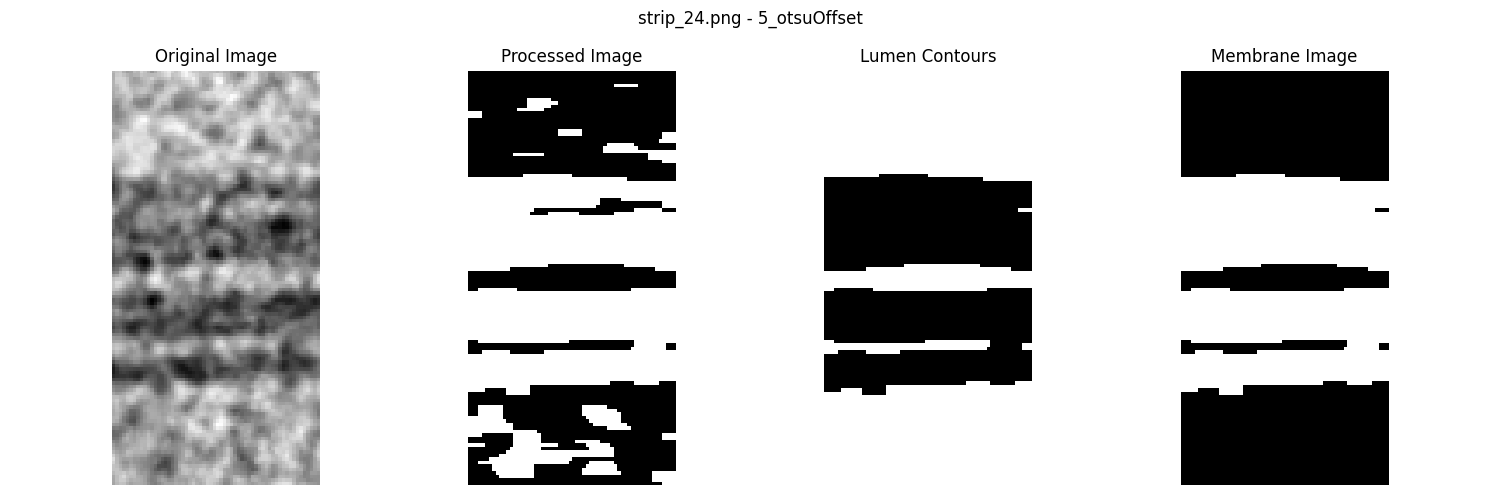 strip_24.png - 5_otsuOffset
Original Image
Processed Image
Lumen Contours
Membrane Image